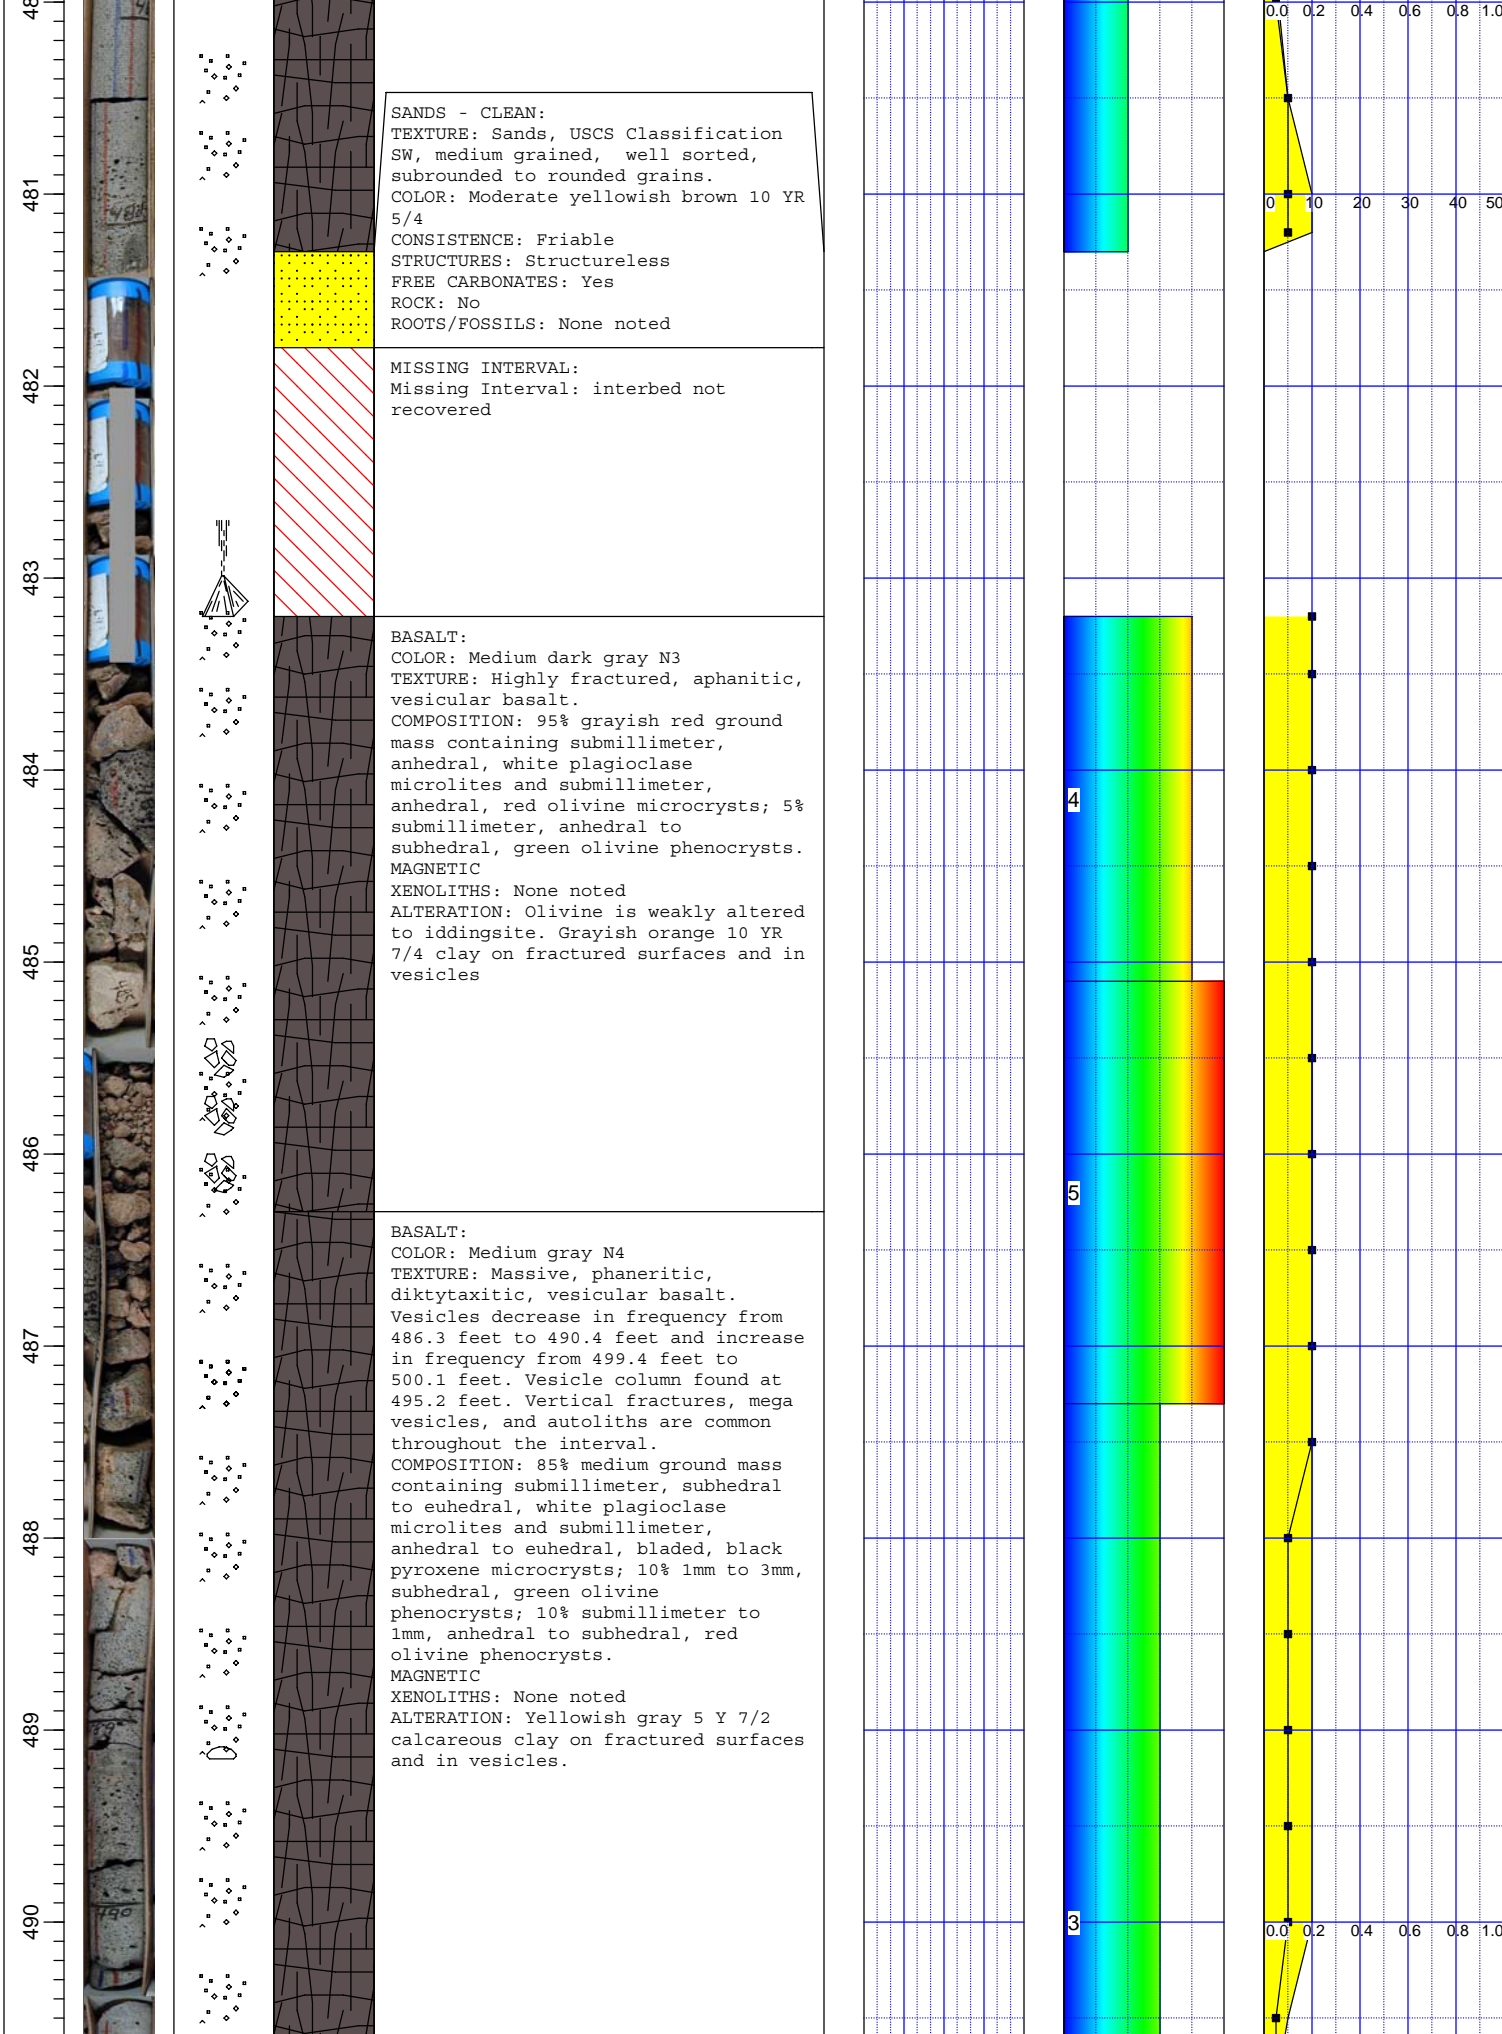 0.0 0.2 0.4 0.6 0.8 1.0
SANDS - CLEAN:
TEXTURE: Sands, USCS Classification
SW, medium grained, well sorted,
subrounded to rounded grains.
COLOR: Moderate yellowish brown 10 YR
5/4
CONSISTENCE: Friable
STRUCTURES: Structureless
FREE CARBONATES: Yes
ROCK: No
ROOTS/FOSSILS: None noted
481
0 10 20 30 40 50
MISSING INTERVAL:
Missing Interval: interbed not
recovered
482
483
BASALT:
COLOR: Medium dark gray N3
TEXTURE: Highly fractured, aphanitic,
vesicular basalt.
COMPOSITION: 95% grayish red ground
mass containing submillimeter,
anhedral, white plagioclase
microlites and submillimeter,
anhedral, red olivine microcrysts; 5%
submillimeter, anhedral to
subhedral, green olivine phenocrysts.
MAGNETIC
XENOLITHS: None noted
ALTERATION: Olivine is weakly altered
to iddingsite. Grayish orange 10 YR
7/4 clay on fractured surfaces and in
vesicles
484
4
485
486
5
BASALT:
COLOR: Medium gray N4
TEXTURE: Massive, phaneritic,
diktytaxitic, vesicular basalt.
Vesicles decrease in frequency from
486.3 feet to 490.4 feet and increase
in frequency from 499.4 feet to
500.1 feet. Vesicle column found at
495.2 feet. Vertical fractures, mega
vesicles, and autoliths are common
throughout the interval.
COMPOSITION: 85% medium ground mass
containing submillimeter, subhedral
to euhedral, white plagioclase
microlites and submillimeter,
anhedral to euhedral, bladed, black
pyroxene microcrysts; 10% 1mm to 3mm,
subhedral, green olivine
phenocrysts; 10% submillimeter to
1mm, anhedral to subhedral, red
olivine phenocrysts.
MAGNETIC
XENOLITHS: None noted
ALTERATION: Yellowish gray 5 Y 7/2
calcareous clay on fractured surfaces
and in vesicles.
487
488
489
490
490
3
0.0 0.2 0.4 0.6 0.8 1.0